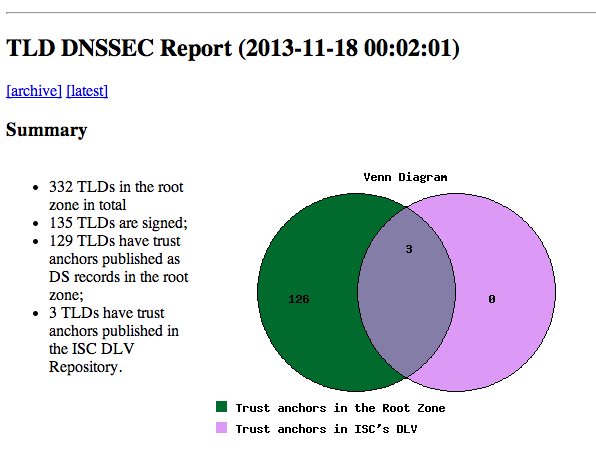 TLD DNSSEC Report (2013-11-18 00:02:01)
[archive] [latest]
Summary
332 TLDs in the root
zone in total
135 TLDs are signed;
129 TLDs have trust
anchors published as
DS records in the root
zone;
3 TLDs have trust
anchors published in
the ISC DLV
Repository.
Venn Diagram
3
126
0
Trust anchors in the Root Zone
Trust anchors in ISC's DLV